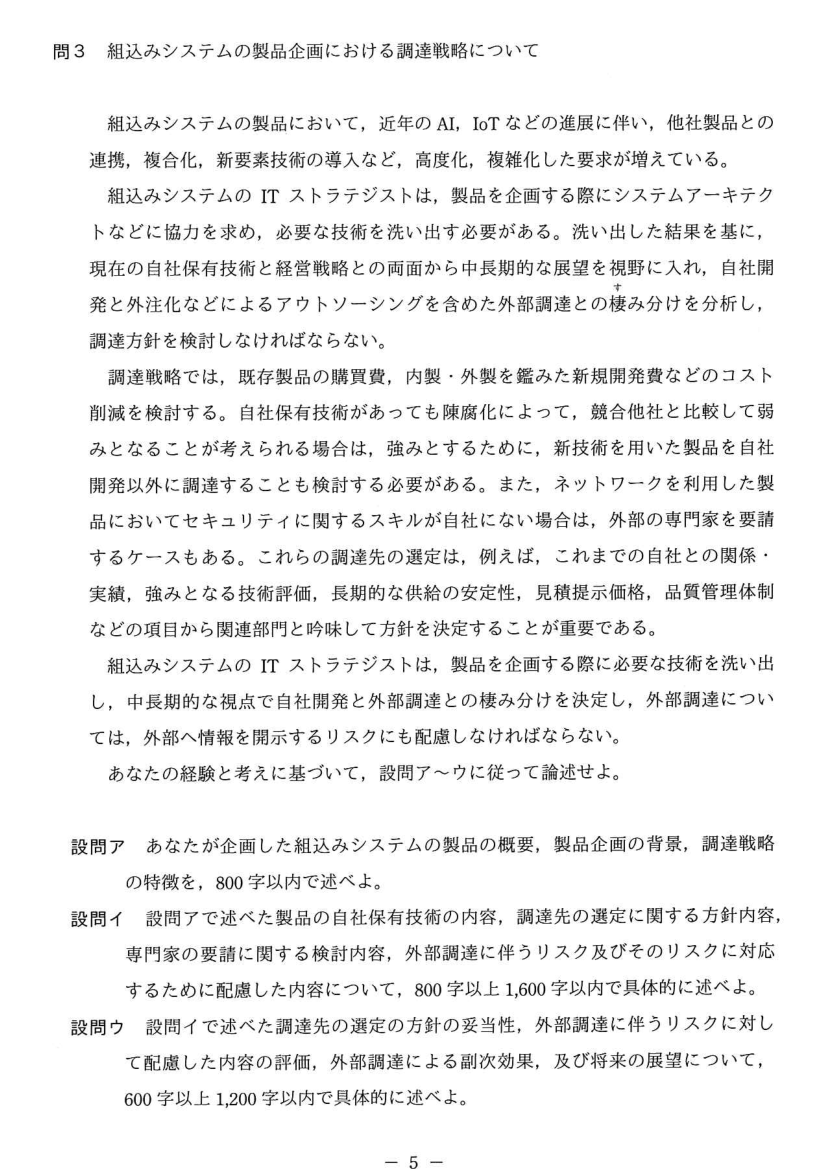 問３　組込みシステムの製品企画における調達戦略について
組込みシステムの製品において，近年の AI，IoT などの進展に伴い，他社製品との
連携，複合化，新要素技術の導入など，高度化，複雑化した要求が増えている。
組込みシステムの IT ストラテジストは，製品を企画する際にシステムアーキテク
トなどに協力を求め，必要な技術を洗い出す必要がある。洗い出した結果を基に，
現在の自社保有技術と経営戦略との両面から中長期的な展望を視野に入れ，自社開
す
発と外注化などによるアウトソーシングを含めた外部調達との棲み分けを分析し，
調達方針を検討しなければならない。
調達戦略では，既存製品の購買費，内製・外製を鑑みた新規開発費などのコスト
削減を検討する。自社保有技術があっても陳腐化によって，競合他社と比較して弱
みとなることが考えられる場合は，強みとするために，新技術を用いた製品を自社
開発以外に調達することも検討する必要がある。また，ネットワークを利用した製
品においてセキュリティに関するスキルが自社にない場合は，外部の専門家を要請
するケースもある。これらの調達先の選定は，例えば，これまでの自社との関係・
実績，強みとなる技術評価，長期的な供給の安定性，見積提示価格，品質管理体制
などの項目から関連部門と吟味して方針を決定することが重要である。
組込みシステムの IT ストラテジストは，製品を企画する際に必要な技術を洗い出
し，中長期的な視点で自社開発と外部調達との棲み分けを決定し，外部調達につい
ては，外部へ情報を開示するリスクにも配慮しなければならない。
あなたの経験と考えに基づいて，設問ア～ウに従って論述せよ。
設問ア　あなたが企画した組込みシステムの製品の概要，製品企画の背景，調達戦略
の特徴を，800 字以内で述べよ。
設問イ　設問アで述べた製品の自社保有技術の内容，調達先の選定に関する方針内容，
専門家の要請に関する検討内容，外部調達に伴うリスク及びそのリスクに対応
するために配慮した内容について，800 字以上 1,600 字以内で具体的に述べよ。
設問ウ　設問イで述べた調達先の選定の方針の妥当性，外部調達に伴うリスクに対し
て配慮した内容の評価，外部調達による副次効果，及び将来の展望について，
600 字以上 1,200 字以内で具体的に述べよ。
－ 5 －